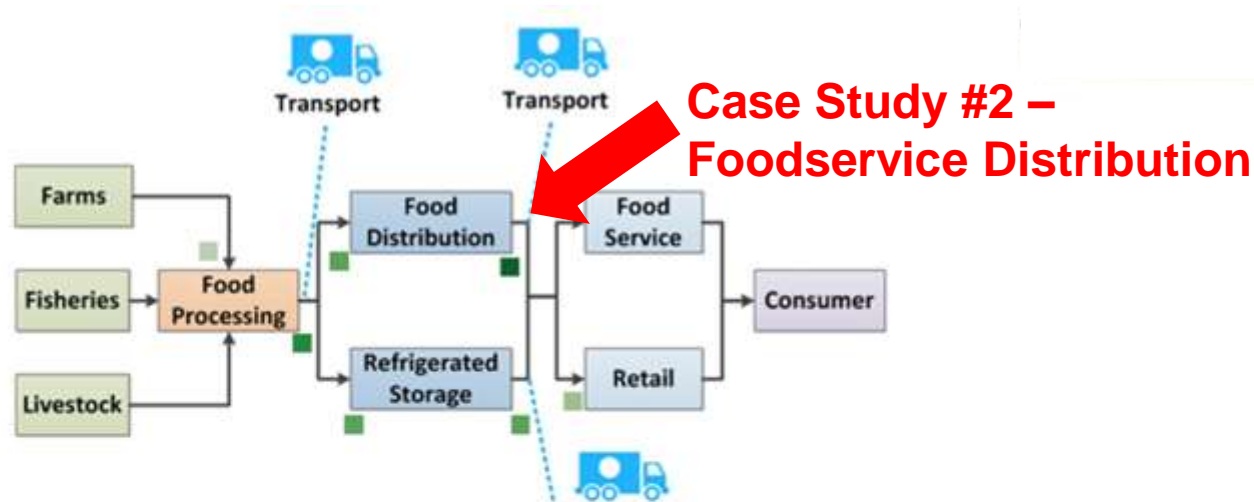 Transport
Transport
Case Study #2 –
Foodservice Distribution
Farms
Food
Distribution
Food
Service
Fisheries
Food
Processing
Consumer
Livestock
Refrigerated
Storage
Retail